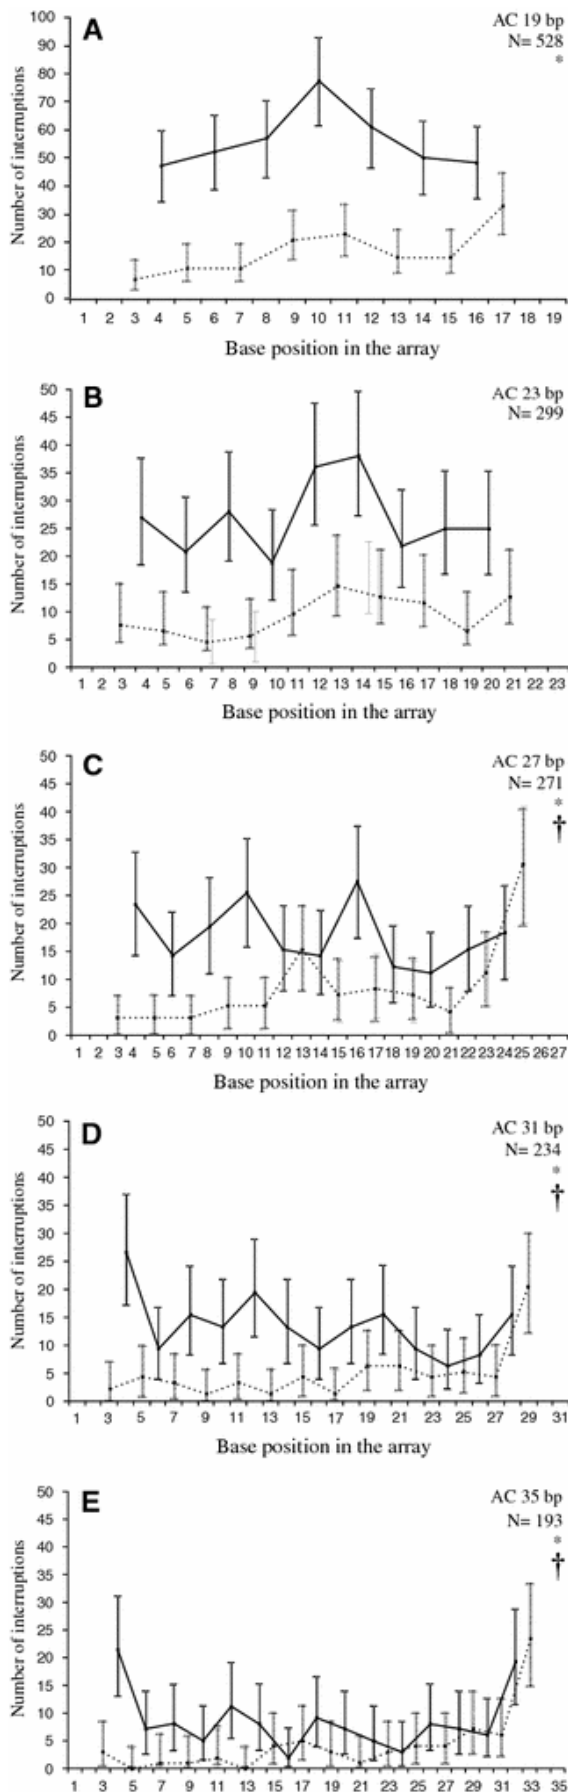 A
AC 19 bp
N= 528
*
100
90
80
70
60
50
40
30
20
10
0
Number of interruptions
1 2 3 4 5 6 7 8 9 10 11 12 13 14 15 16 17 18 19
Base position in the array
B
AC 23 bp
N= 299
50
45
40
35
30
25
20
15
10
5
0
Number of interruptions
1 2 3 4 5 6 7 8 9 10 11 12 13 14 15 16 17 18 19 20 21 22 23
Base position in the array
C
AC 27 bp
N= 271
*
†
50
45
40
35
30
25
20
15
10
5
0
Number of interruptions
1 2 3 4 5 6 7 8 9 10 11 12 13 14 15 16 17 18 19 20 21 22 23 24 25 26 27
Base position in the array
D
AC 31 bp
N= 234
*
†
50
45
40
35
30
25
20
15
10
5
0
Number of interruptions
1 3 5 7 9 11 13 15 17 19 21 23 25 27 29 31
Base position in the array
E
AC 35 bp
N= 193
*
†
50
45
40
35
30
25
20
15
10
5
0
Number of interruptions
1 3 5 7 9 11 13 15 17 19 21 23 25 27 29 31 33 35